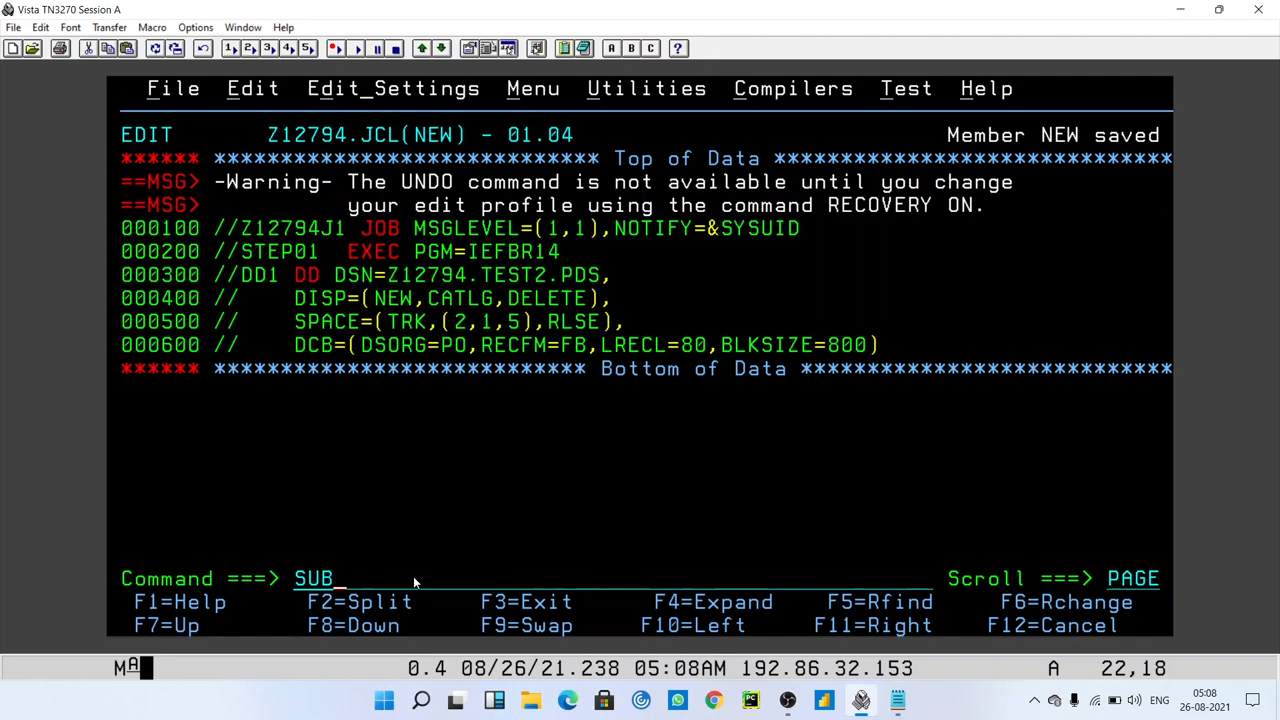 Vista TN3270 Session A
File Edit Font Transfer Macro Options Window Help
1 2 3 4 5 A B C ?
File Edit Edit_Settings Menu Utilities Compilers Test Help
EDIT Z12794.JCL(NEW) - 01.04 Member NEW saved
****** ***************************** Top of Data ******************************
==MSG> -Warning- The UNDO command is not available until you change
==MSG> your edit profile using the command RECOVERY ON.
000100 //Z12794J1 JOB MSGLEVEL=(1,1),NOTIFY=&SYSUID
000200 //STEP01 EXEC PGM=IEFBR14
000300 //DD1 DD DSN=Z12794.TEST2.PDS,
000400 // DISP=(NEW,CATLG,DELETE),
000500 // SPACE=(TRK,(2,1,5),RLSE),
000600 // DCB=(DSORG=PO,RECFM=FB,LRECL=80,BLKSIZE=800)
****** **************************** Bottom of Data ****************************
Command ===> SUB_ Scroll ===> PAGE
F1=Help F2=Split F3=Exit F4=Expand F5=Rfind F6=Rchange
F7=Up F8=Down F9=Swap F10=Left F11=Right F12=Cancel
MA 0.4 08/26/21.238 05:08AM 192.86.32.153 A 22,18
ENG 05:08
26-08-2021